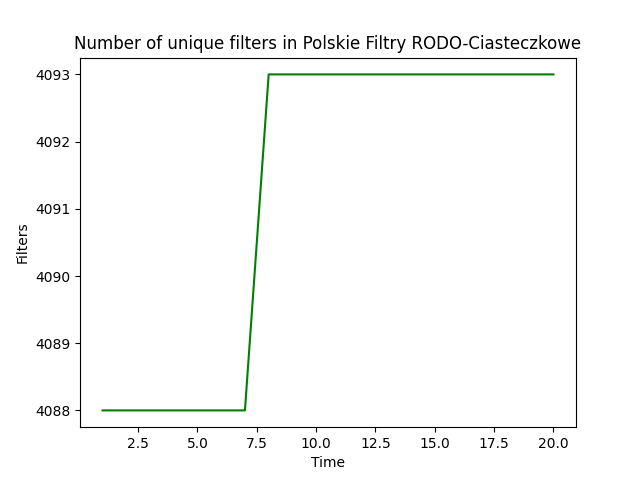 Number of unique filters in Polskie Filtry RODO-Ciasteczkowe
4093
4092
4091
4090
4089
4088
Filters
2.5 5.0 7.5 10.0 12.5 15.0 17.5 20.0
Time